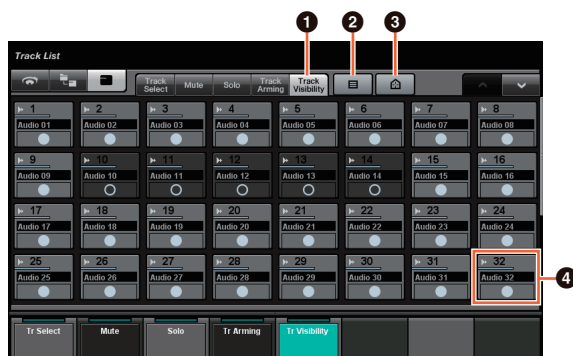 1 2 3
Track List
Track Select Mute Solo Track Arming Track Visibility
1 2 3 4 5 6 7 8
Audio 01 Audio 02 Audio 03 Audio 04 Audio 05 Audio 06 Audio 07 Audio 08
9 10 11 12 13 14 15 16
Audio 09 Audio 10 Audio 11 Audio 12 Audio 13 Audio 14 Audio 15 Audio 16
17 18 19 20 21 22 23 24
Audio 17 Audio 18 Audio 19 Audio 20 Audio 21 Audio 22 Audio 23 Audio 24
25 26 27 28 29 30 31 32
Audio 25 Audio 26 Audio 27 Audio 28 Audio 29 Audio 30 Audio 31 Audio 32
4
Tr Select Mute Solo Tr Arming Tr Visibility